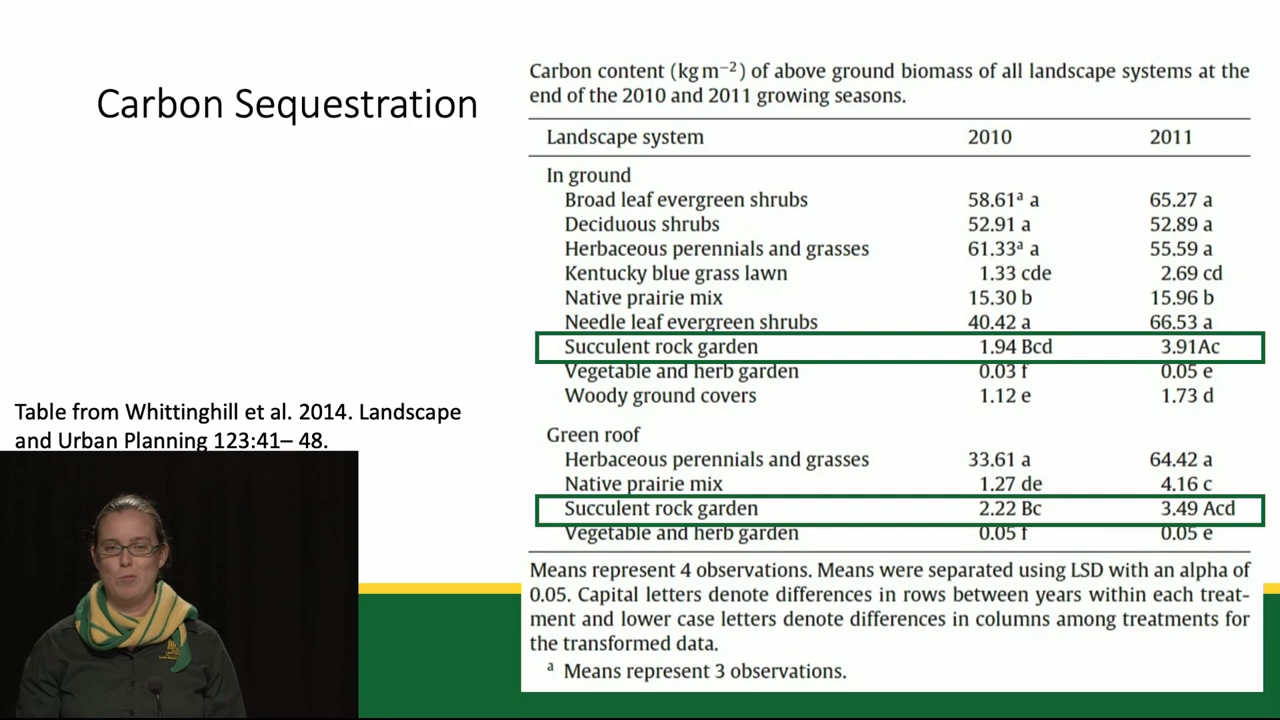 Carbon Sequestration
Carbon content (kg m⁻²) of above ground biomass of all landscape systems at the
end of the 2010 and 2011 growing seasons.
Landscape system 2010 2011
In ground
Broad leaf evergreen shrubs 58.61ᵃ a 65.27 a
Deciduous shrubs 52.91 a 52.89 a
Herbaceous perennials and grasses 61.33ᵃ a 55.59 a
Kentucky blue grass lawn 1.33 cde 2.69 cd
Native prairie mix 15.30 b 15.96 b
Needle leaf evergreen shrubs 40.42 a 66.53 a
Succulent rock garden 1.94 Bcd 3.91Ac
Vegetable and herb garden 0.03 f 0.05 e
Woody ground covers 1.12 e 1.73 d
Green roof
Herbaceous perennials and grasses 33.61 a 64.42 a
Native prairie mix 1.27 de 4.16 c
Succulent rock garden 2.22 Bc 3.49 Acd
Vegetable and herb garden 0.05 f 0.05 e
Means represent 4 observations. Means were separated using LSD with an alpha of
0.05. Capital letters denote differences in rows between years within each treat-
ment and lower case letters denote differences in columns among treatments for
the transformed data.
ᵃ Means represent 3 observations.
Table from Whittinghill et al. 2014. Landscape
and Urban Planning 123:41– 48.